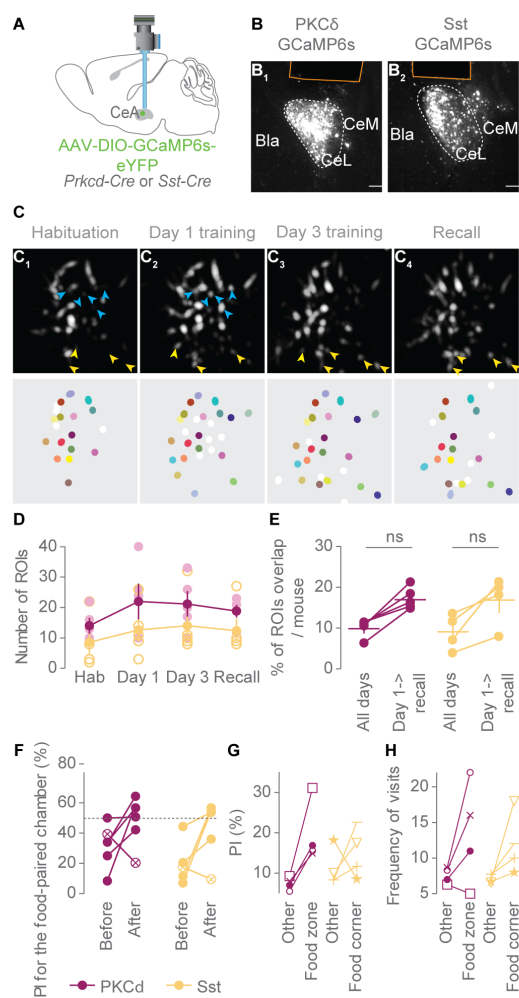 A
CeA
AAV-DIO-GCaMP6s-
eYFP
Prkcd-Cre or Sst-Cre
B
PKCδ
GCaMP6s
Sst
GCaMP6s
B1
Bla
CeM
CeL
B2
Bla
CeM
CeL
C
Habituation
Day 1 training
Day 3 training
Recall
C1
C2
C3
C4
D
Number of ROIs
40
30
20
10
0
Hab
Day 1
Day 3
Recall
E
% of ROIs overlap
/ mouse
30
20
10
0
ns
ns
All days
Day 1->
recall
All days
Day 1->
recall
F
PI for the food-paired chamber (%)
80
60
40
20
0
Before
After
Before
After
PKCd
Sst
G
PI (%)
30
20
10
Other
Food zone
Other
Food corner
H
Frequency of visits
20
15
10
5
Other
Food zone
Other
Food corner